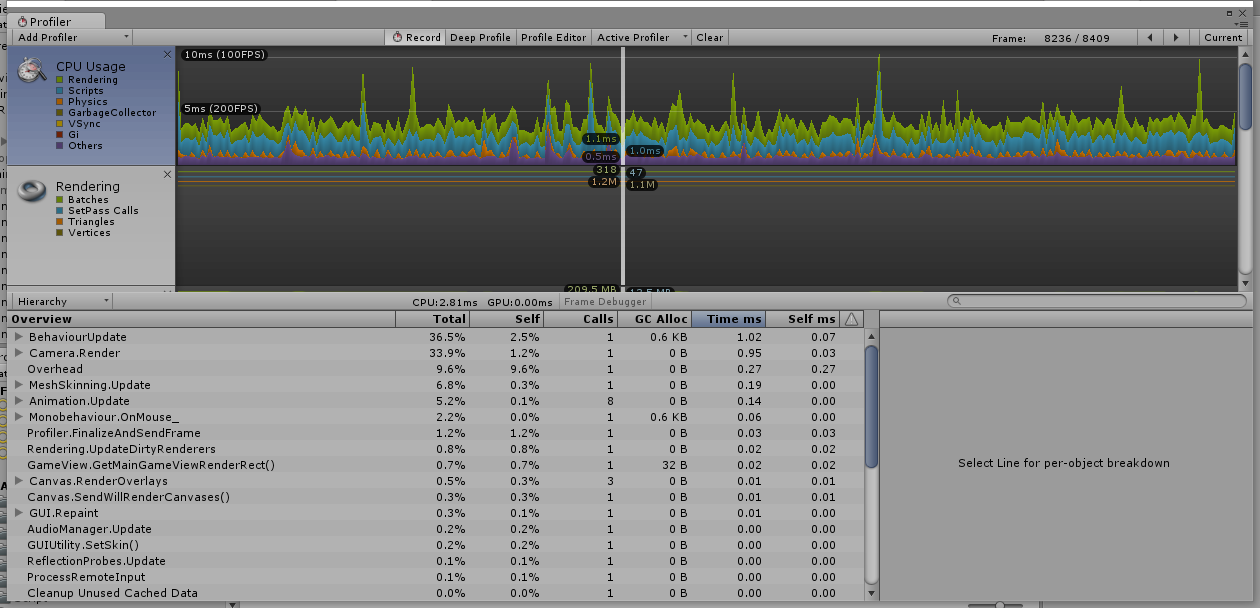 Profiler
Add Profiler
Record
Deep Profile
Profile Editor
Active Profiler
Clear
Frame: 8236 / 8409
Current
CPU Usage
Rendering
Scripts
Physics
GarbageCollector
VSync
Gi
Others
10ms (100FPS)
5ms (200FPS)
1.1ms
0.5ms
1.0ms
318
1.2M
47
1.1M
Rendering
Batches
SetPass Calls
Triangles
Vertices
209.5 MB
Hierarchy
CPU:2.81ms GPU:0.00ms
Frame Debugger
Overview Total Self Calls GC Alloc Time ms Self ms
BehaviourUpdate 36.5% 2.5% 1 0.6 KB 1.02 0.07
Camera.Render 33.9% 1.2% 1 0 B 0.95 0.03
Overhead 9.6% 9.6% 1 0 B 0.27 0.27
MeshSkinning.Update 6.8% 0.3% 1 0 B 0.19 0.00
Animation.Update 5.2% 0.1% 8 0 B 0.14 0.00
Monobehaviour.OnMouse_ 2.2% 0.0% 1 0.6 KB 0.06 0.00
Profiler.FinalizeAndSendFrame 1.2% 1.2% 1 0 B 0.03 0.03
Rendering.UpdateDirtyRenderers 0.8% 0.8% 1 0 B 0.02 0.02
GameView.GetMainGameViewRenderRect() 0.7% 0.7% 1 32 B 0.02 0.02
Canvas.RenderOverlays 0.5% 0.3% 3 0 B 0.01 0.01
Canvas.SendWillRenderCanvases() 0.3% 0.3% 1 0 B 0.01 0.01
GUI.Repaint 0.3% 0.1% 1 0 B 0.01 0.00
AudioManager.Update 0.2% 0.2% 1 0 B 0.00 0.00
GUIUtility.SetSkin() 0.2% 0.2% 1 0 B 0.00 0.00
ReflectionProbes.Update 0.1% 0.1% 1 0 B 0.00 0.00
ProcessRemoteInput 0.1% 0.1% 1 0 B 0.00 0.00
Cleanup Unused Cached Data 0.0% 0.0% 1 0 B 0.00 0.00
Select Line for per-object breakdown